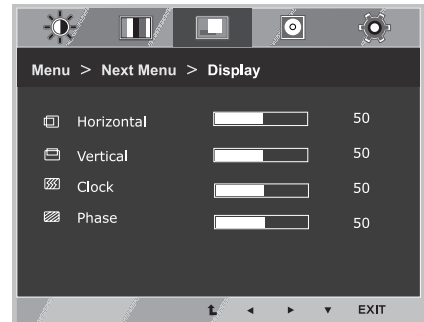 Menu > Next Menu > Display
Horizontal 50
Vertical 50
Clock 50
Phase 50
EXIT